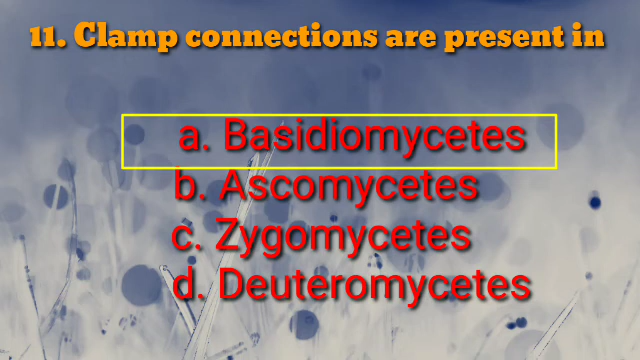 11. Clamp connections are present in
a. Basidiomycetes
b. Ascomycetes
c. Zygomycetes
d. Deuteromycetes